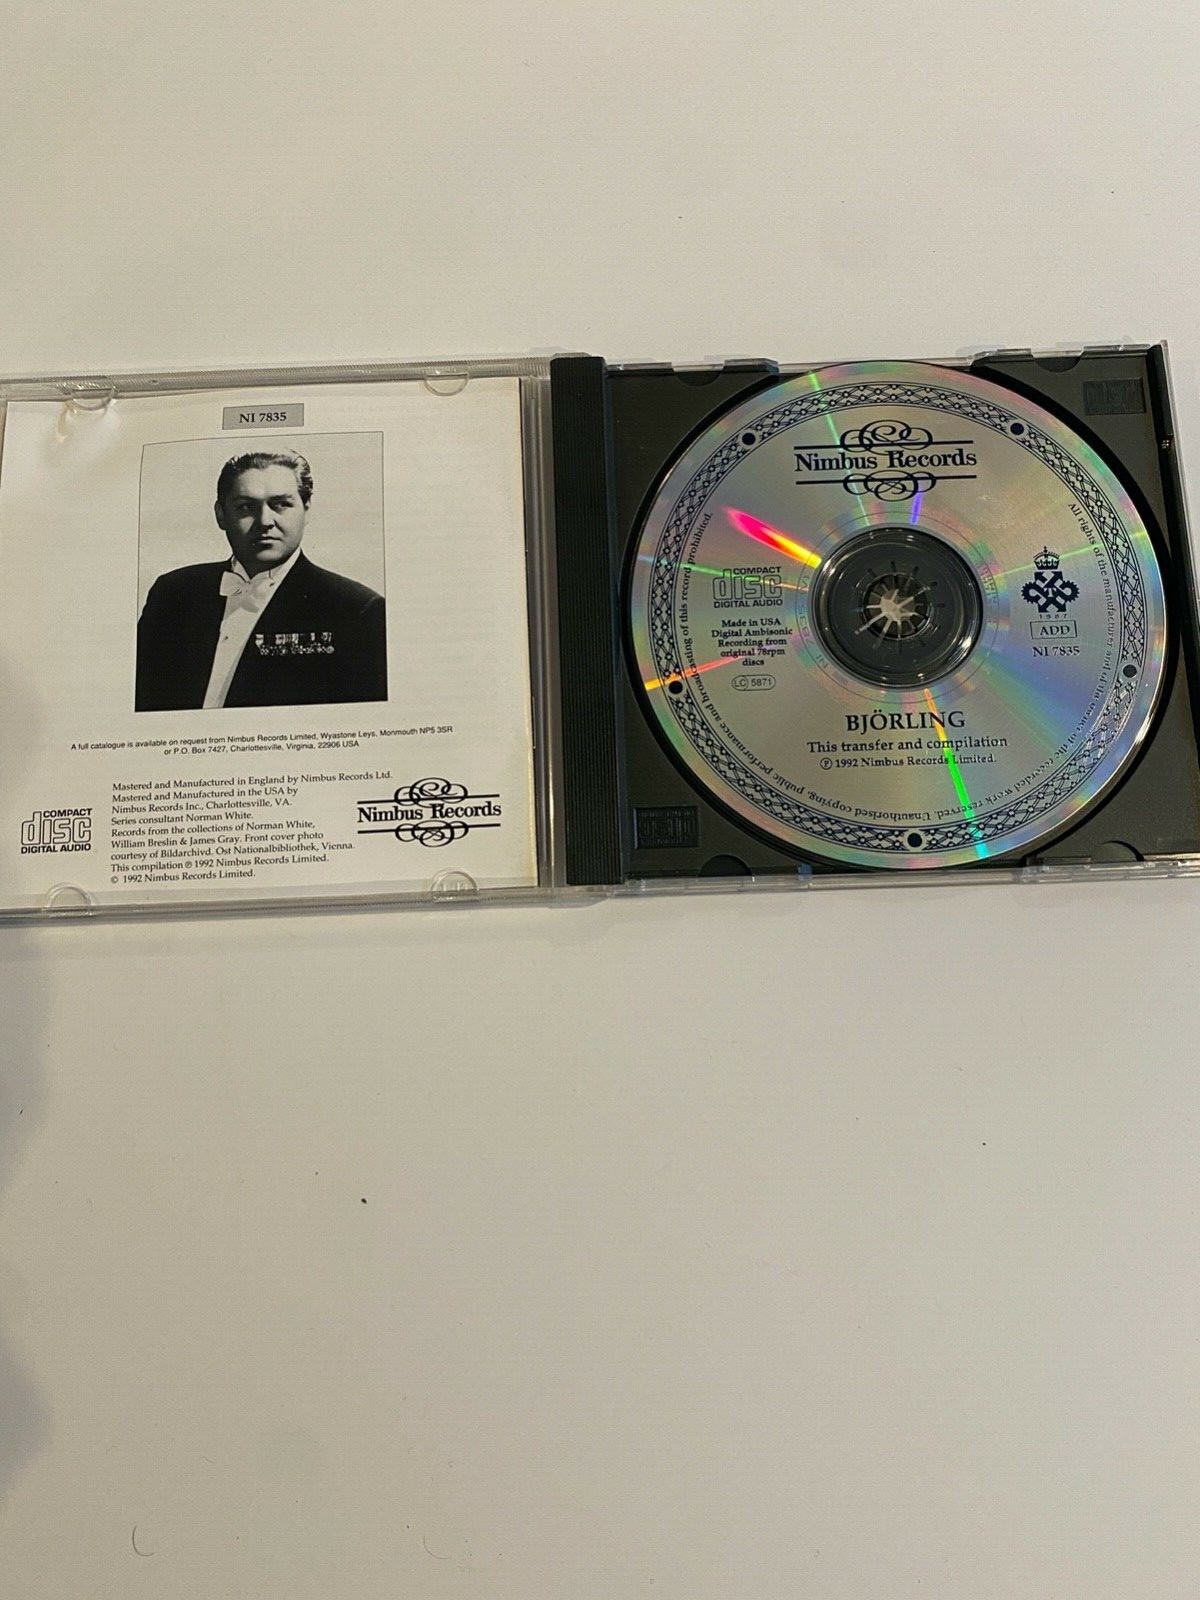 NI 7835
A full catalogue is available on request from Nimbus Records Limited, Wyastone Leys, Monmouth NP5 3SR
or P.O. Box 7427, Charlottesville, Virginia, 22906 USA
Mastered and Manufactured in England by Nimbus Records Ltd.
Mastered and Manufactured in the USA by
Nimbus Records Inc., Charlottesville, VA.
Series consultant Norman White.
Records from the collections of Norman White,
William Breslin & James Gray. Front cover photo
courtesy of Bildarchivd. Ost Nationalbibliothek, Vienna.
This compilation ℗ 1992 Nimbus Records Limited.
© 1992 Nimbus Records Limited.
COMPACT
disc
DIGITAL AUDIO
Nimbus Records
Nimbus Records
COMPACT
disc
DIGITAL AUDIO
Made in USA
Digital Ambisonic
Recording from
original 78rpm
discs
LC 5871
1987
ADD
NI 7835
BJÖRLING
This transfer and compilation
℗ 1992 Nimbus Records Limited.
All rights of the manufacturer and of the owner of the recorded work reserved. Unauthorised copying, public performance and broadcasting of this record prohibited.